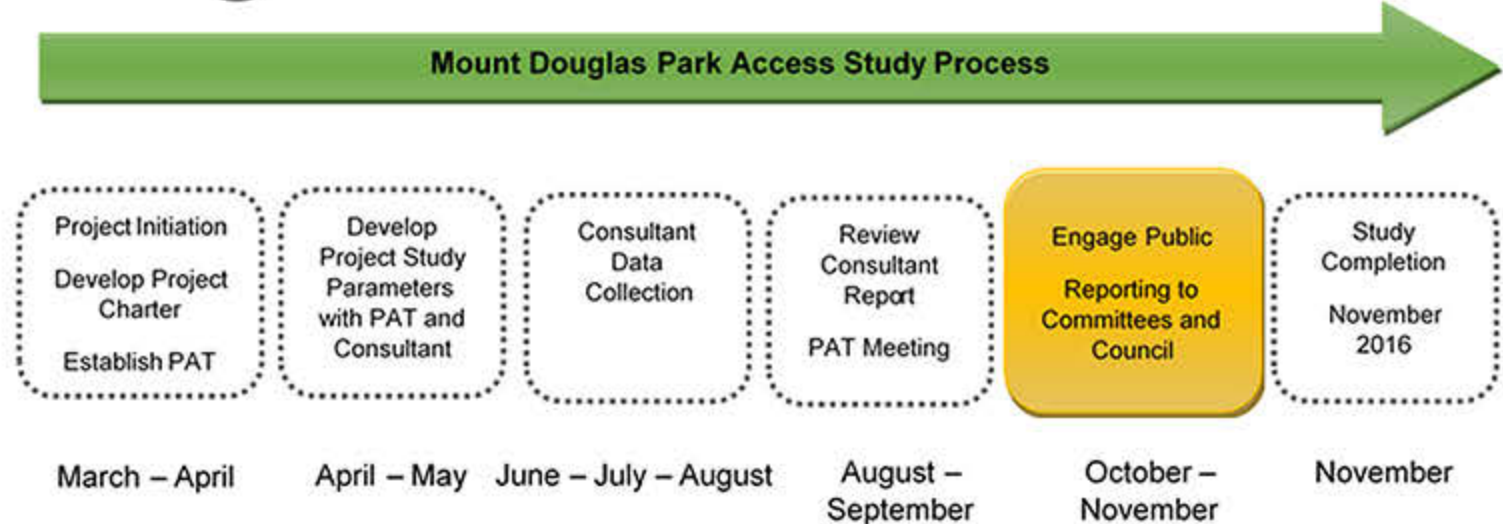 Mount Douglas Park Access Study Process
Project Initiation
Develop Project
Charter
Establish PAT
Develop
Project Study
Parameters
with PAT and
Consultant
Consultant
Data
Collection
Review
Consultant
Report
PAT Meeting
Engage Public
Reporting to
Committees and
Council
Study
Completion
November
2016
March – April
April – May
June – July – August
August –
September
October –
November
November